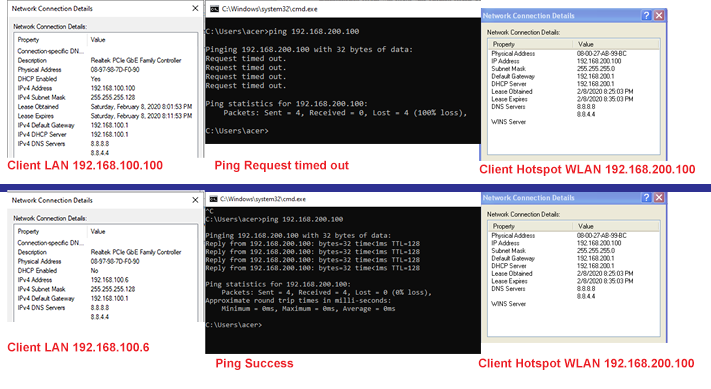 Network Connection Details
Network Connection Details:
Property Value
Connection-specific DN...
Description Realtek PCIe GbE Family Controller
Physical Address 08-97-98-7D-F0-90
DHCP Enabled Yes
IPv4 Address 192.168.100.100
IPv4 Subnet Mask 255.255.255.128
Lease Obtained Saturday, February 8, 2020 8:01:53 PM
Lease Expires Saturday, February 8, 2020 8:11:53 PM
IPv4 Default Gateway 192.168.100.1
IPv4 DHCP Server 192.168.100.1
IPv4 DNS Servers 8.8.8.8
8.8.4.4
Client LAN 192.168.100.100
C:\Windows\system32\cmd.exe
C:\Users\acer>ping 192.168.200.100
Pinging 192.168.200.100 with 32 bytes of data:
Request timed out.
Request timed out.
Request timed out.
Request timed out.
Ping statistics for 192.168.200.100:
Packets: Sent = 4, Received = 0, Lost = 4 (100% loss),
C:\Users\acer>
Ping Request timed out
Network Connection Details
Network Connection Details:
Property Value
Physical Address 08-00-27-AB-99-BC
IP Address 192.168.200.100
Subnet Mask 255.255.255.0
Default Gateway 192.168.200.1
DHCP Server 192.168.200.1
Lease Obtained 2/8/2020 8:25:03 PM
Lease Expires 2/8/2020 8:35:03 PM
DNS Servers 8.8.8.8
8.8.4.4
WINS Server
Client Hotspot WLAN 192.168.200.100
Network Connection Details
Network Connection Details:
Property Value
Connection-specific DN...
Description Realtek PCIe GbE Family Controller
Physical Address 08-97-98-7D-F0-90
DHCP Enabled No
IPv4 Address 192.168.100.6
IPv4 Subnet Mask 255.255.255.128
IPv4 Default Gateway 192.168.100.1
IPv4 DNS Servers 8.8.8.8
8.8.4.4
Client LAN 192.168.100.6
C:\Windows\system32\cmd.exe
^C
C:\Users\acer>ping 192.168.200.100
Pinging 192.168.200.100 with 32 bytes of data:
Reply from 192.168.200.100: bytes=32 time<1ms TTL=128
Reply from 192.168.200.100: bytes=32 time<1ms TTL=128
Reply from 192.168.200.100: bytes=32 time<1ms TTL=128
Reply from 192.168.200.100: bytes=32 time<1ms TTL=128
Ping statistics for 192.168.200.100:
Packets: Sent = 4, Received = 4, Lost = 0 (0% loss),
Approximate round trip times in milli-seconds:
Minimum = 0ms, Maximum = 0ms, Average = 0ms
C:\Users\acer>
Ping Success
Network Connection Details
Network Connection Details:
Property Value
Physical Address 08-00-27-AB-99-BC
IP Address 192.168.200.100
Subnet Mask 255.255.255.0
Default Gateway 192.168.200.1
DHCP Server 192.168.200.1
Lease Obtained 2/8/2020 8:25:03 PM
Lease Expires 2/8/2020 8:35:03 PM
DNS Servers 8.8.8.8
8.8.4.4
WINS Server
Client Hotspot WLAN 192.168.200.100